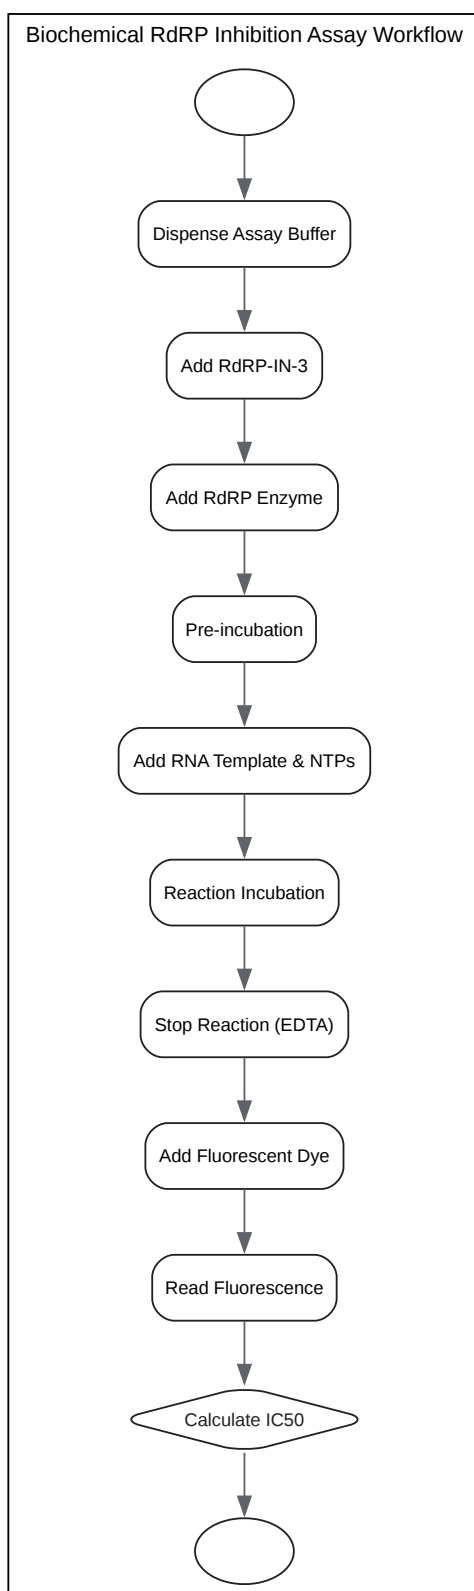 Biochemical RdRP Inhibition Assay Workflow
Dispense Assay Buffer
Add RdRP-IN-3
Add RdRP Enzyme
Pre-incubation
Add RNA Template & NTPs
Reaction Incubation
Stop Reaction (EDTA)
Add Fluorescent Dye
Read Fluorescence
Calculate IC50